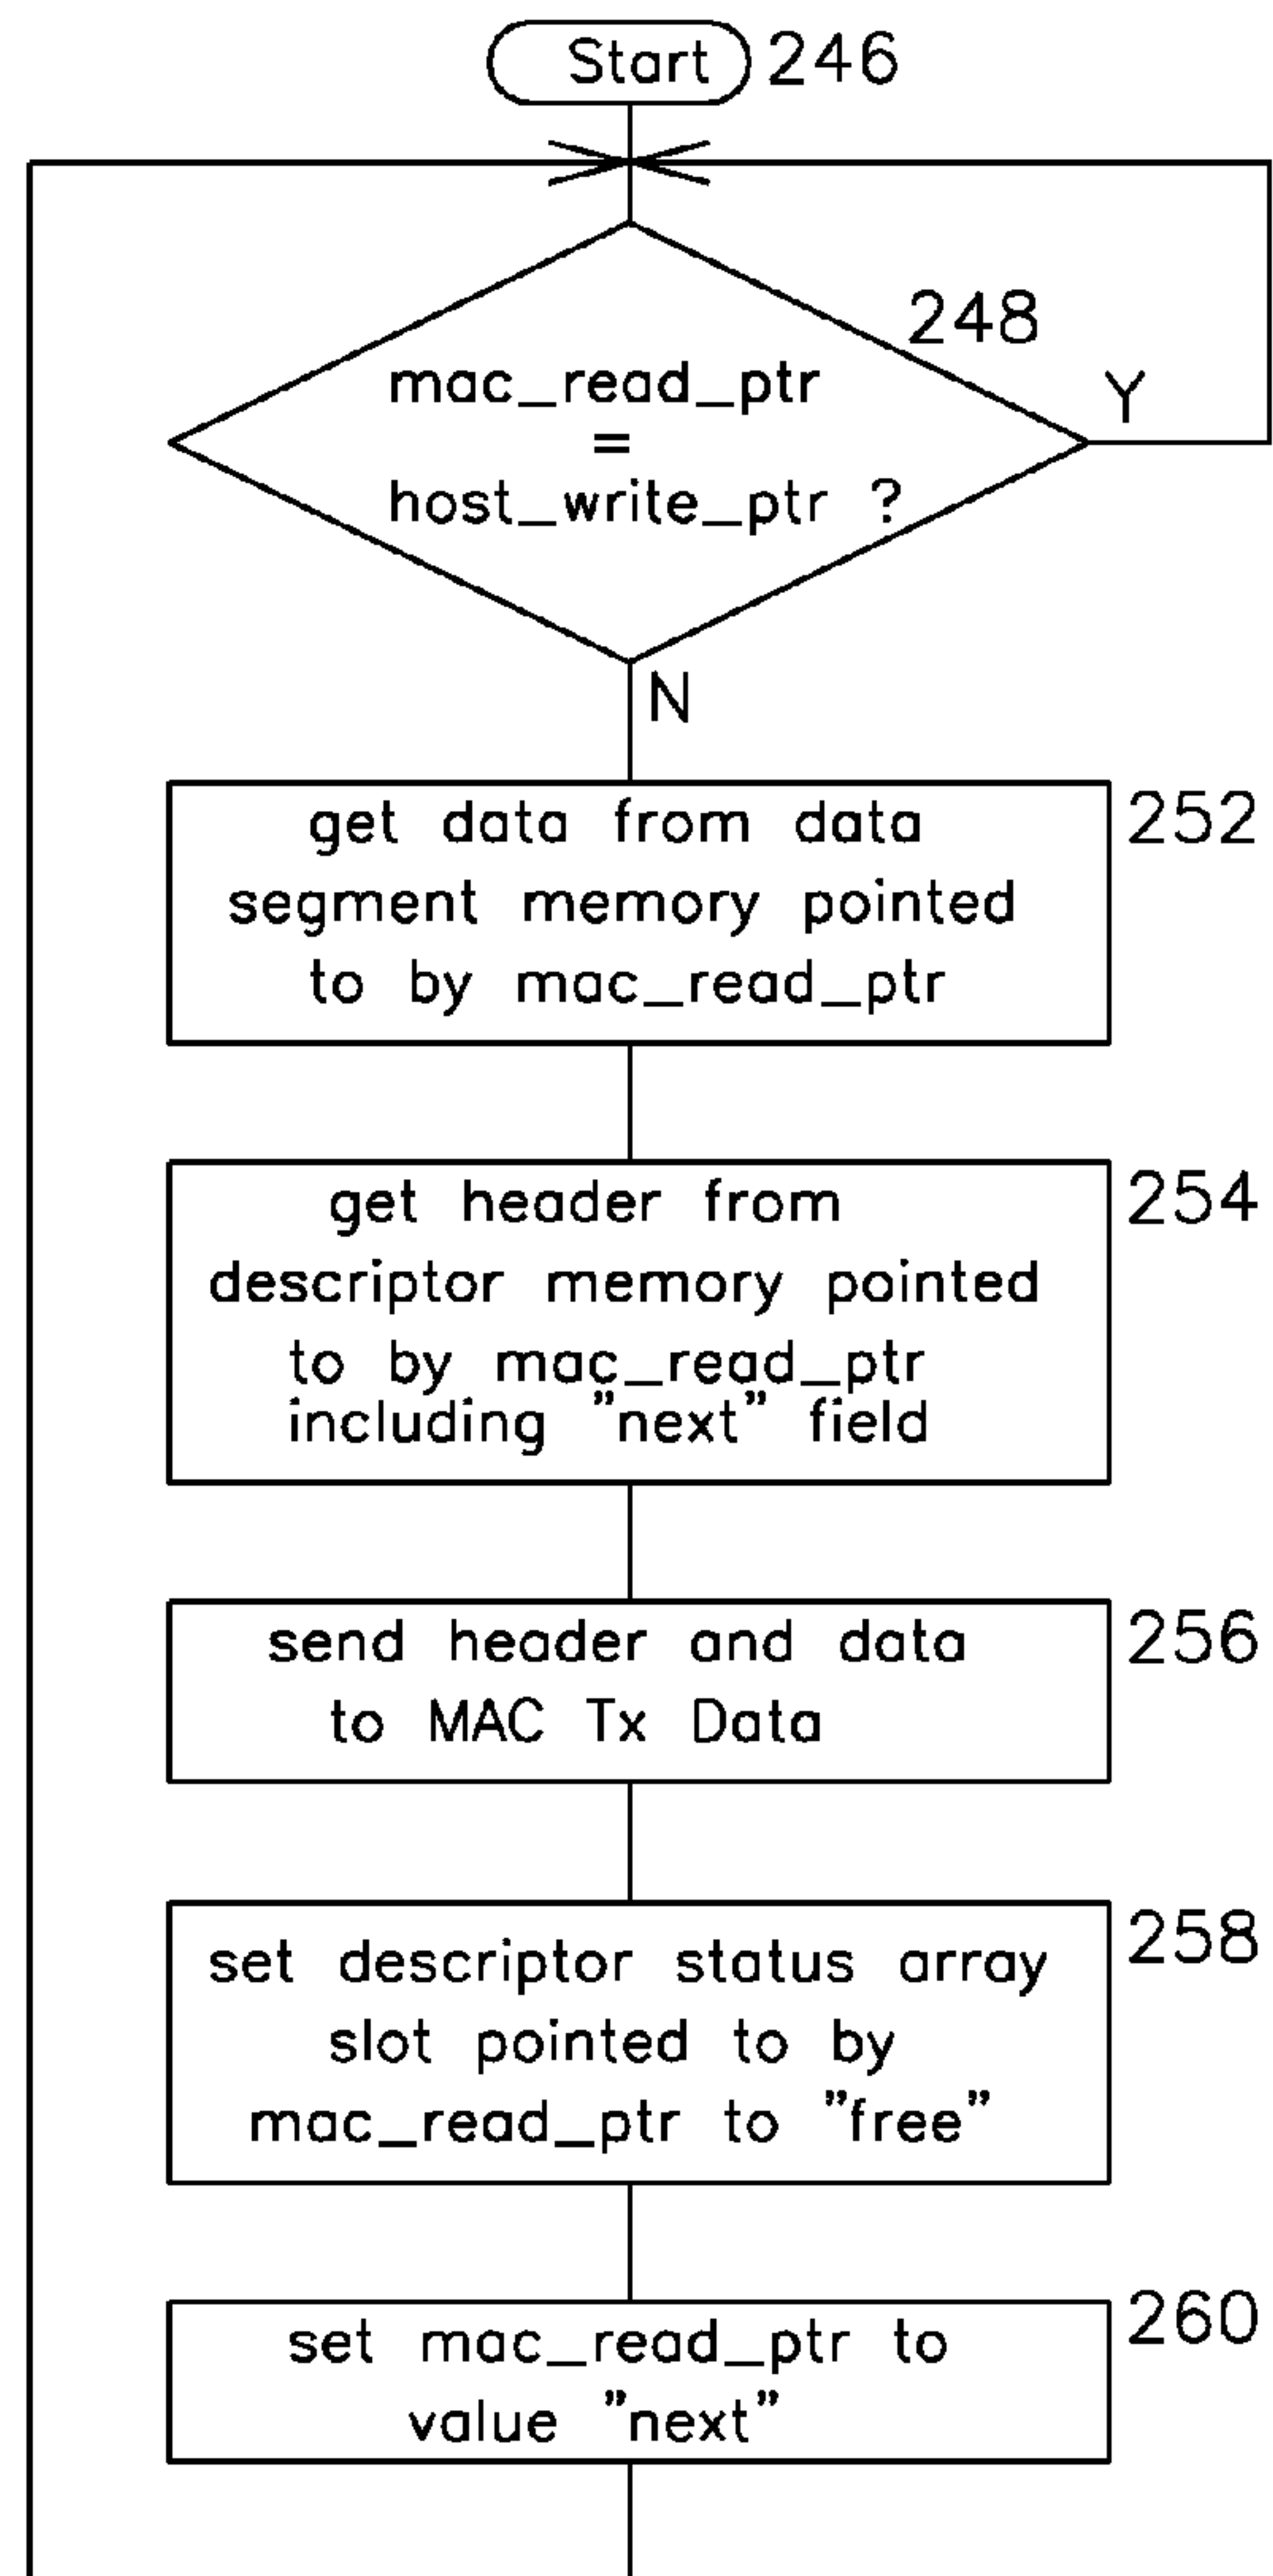 Start 246
248
mac_read_ptr
=
host_write_ptr ?
Y
N
252
get data from data
segment memory pointed
to by mac_read_ptr
254
get header from
descriptor memory pointed
to by mac_read_ptr
including "next" field
256
send header and data
to MAC Tx Data
258
set descriptor status array
slot pointed to by
mac_read_ptr to "free"
260
set mac_read_ptr to
value "next"